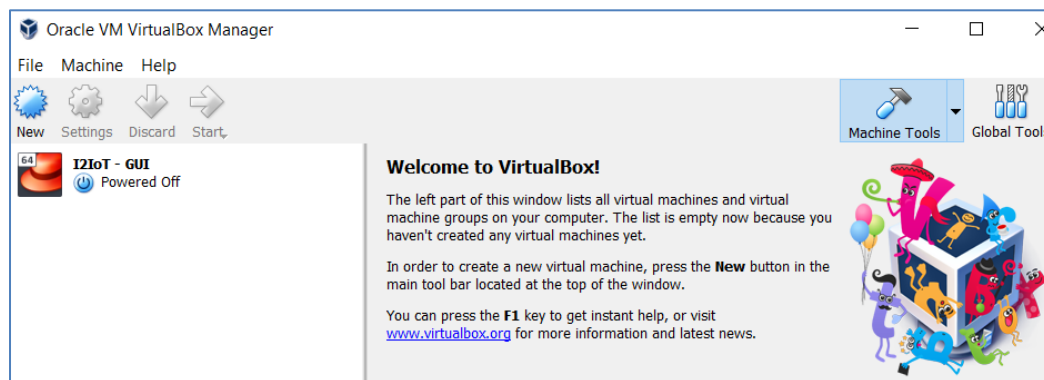 Oracle VM VirtualBox Manager
File Machine Help
New Settings Discard Start
Machine Tools Global Tool
64
I2IoT - GUI
Powered Off
Welcome to VirtualBox!
The left part of this window lists all virtual machines and virtual
machine groups on your computer. The list is empty now because you
haven't created any virtual machines yet.
In order to create a new virtual machine, press the New button in the
main tool bar located at the top of the window.
You can press the F1 key to get instant help, or visit
www.virtualbox.org for more information and latest news.